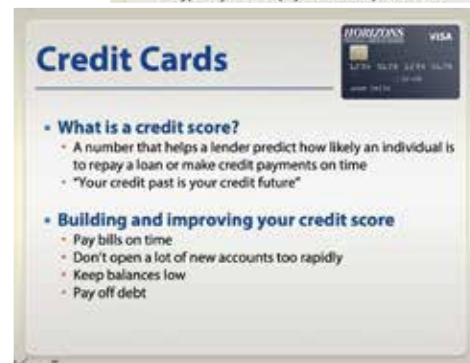 HORIZONS
VISA
Credit Cards
• What is a credit score?
• A number that helps a lender predict how likely an individual is
to repay a loan or make credit payments on time
• "Your credit past is your credit future"
• Building and improving your credit score
• Pay bills on time
• Don't open a lot of new accounts too rapidly
• Keep balances low
• Pay off debt